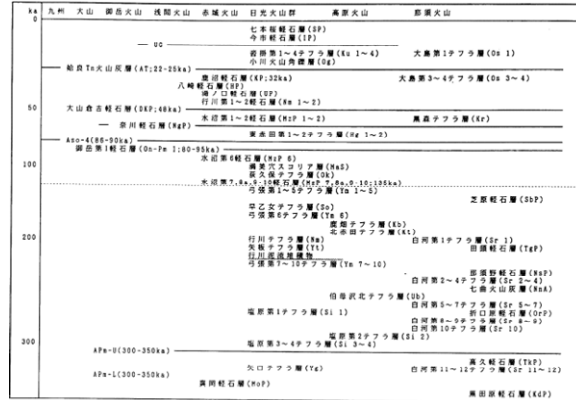 ka 九州 大山 御岳火山 浅間火山 赤城火山 日光火山群 高原火山 那須火山
0
七本桜軽石層(SP)
今市軽石層(IP)
UO
岩掛1~4テフラ層(Ku 1~4) 大島第1テフラ層(Os 1)
小川火山角礫層(Og)
姶良Tn火山灰層(AT;22-25ka)
鹿沼軽石層(KP;32ka) 大島第3~4テフラ層(Os 3~4)
八崎軽石層(HP)
湯ノ口軽石層(UP)
行川第1~2軽石層(Nm 1~2)
50
大山倉吉軽石層(DKP;48ka)
水沼第1~2軽石層(MzP 1~2) 黒森テフラ層(Kr)
奈川軽石層(NgP)
東赤田第1~2テフラ層(Hg 1~2)
Aso-4(86-90ka)
御岳第1軽石層(On-Pm I;80-95ka)
水沼第6軽石層(MzP 6)
100
満美穴スコリア層(MaS)
荻久保テフラ層(Ok)
水沼第7,8a,9-10軽石層(MzP 7,8a,9-10;135ka)
弓張第1~5テフラ層(Ym 1~5)
芝原軽石層(SbP)
早乙女テフラ層(So)
弓張第6テフラ層(Ym 6)
200
鹿畑テフラ層(Kb)
北赤田テフラ層(Kt)
行川テフラ層(Nm) 白河第1テフラ層(Sr 1)
矢板テフラ層(Yt) 田頭軽石層(TgP)
行川泥流堆積物
弓張第7~10テフラ層(Ym 7~10)
那須野軽石層(NsP)
白河第2~4テフラ層(Sr 2~4)
七曲火山灰層(NnA)
伯母沢北テフラ層(Ub)
白河第5~7テフラ層(Sr 5~7)
塩原第1テフラ層(Si 1) 折口原軽石層(OrP)
白河第8~9テフラ層(Sr 8~9)
白河第10テフラ層(Sr 10)
塩原第2テフラ層(Si 2)
300
塩原第3~4テフラ層(Si 3~4)
APm-U(300-350ka)
高久軽石層(TkP)
矢口テフラ層(Yg) 白河第11~12テフラ層(Sr 11~12)
APm-L(300-350ka)
真岡軽石層(MoP)
黒田原軽石層(KdP)